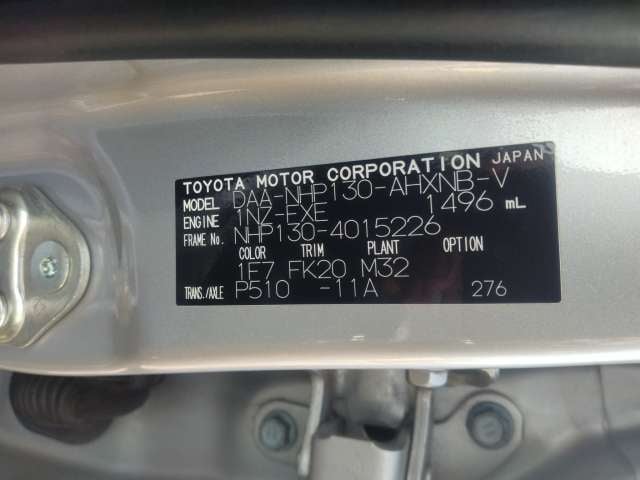 TOYOTA MOTOR CORPORATION JAPAN
MODEL DAA-NHP130-AHXNB-V
ENGINE 1NZ-FXE 1496 mL
FRAME No. NHP130-4015226
COLOR TRIM PLANT OPTION
1F7 FK20 M32
TRANS./AXLE P510 -11A 276